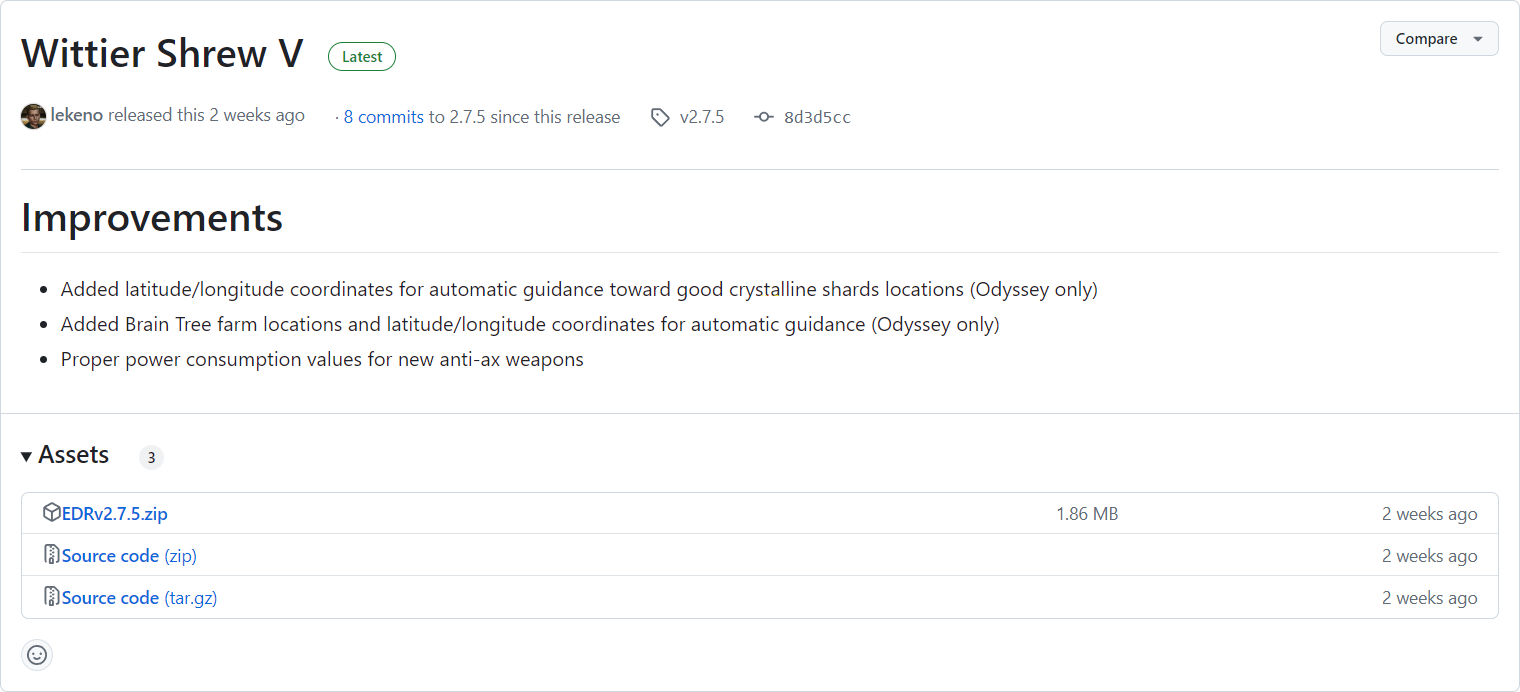 Wittier Shrew V Latest Compare
lekeno released this 2 weeks ago · 8 commits to 2.7.5 since this release v2.7.5 8d3d5cc
Improvements
• Added latitude/longitude coordinates for automatic guidance toward good crystalline shards locations (Odyssey only)
• Added Brain Tree farm locations and latitude/longitude coordinates for automatic guidance (Odyssey only)
• Proper power consumption values for new anti-ax weapons
Assets 3
EDRv2.7.5.zip 1.86 MB 2 weeks ago
Source code (zip) 2 weeks ago
Source code (tar.gz) 2 weeks ago